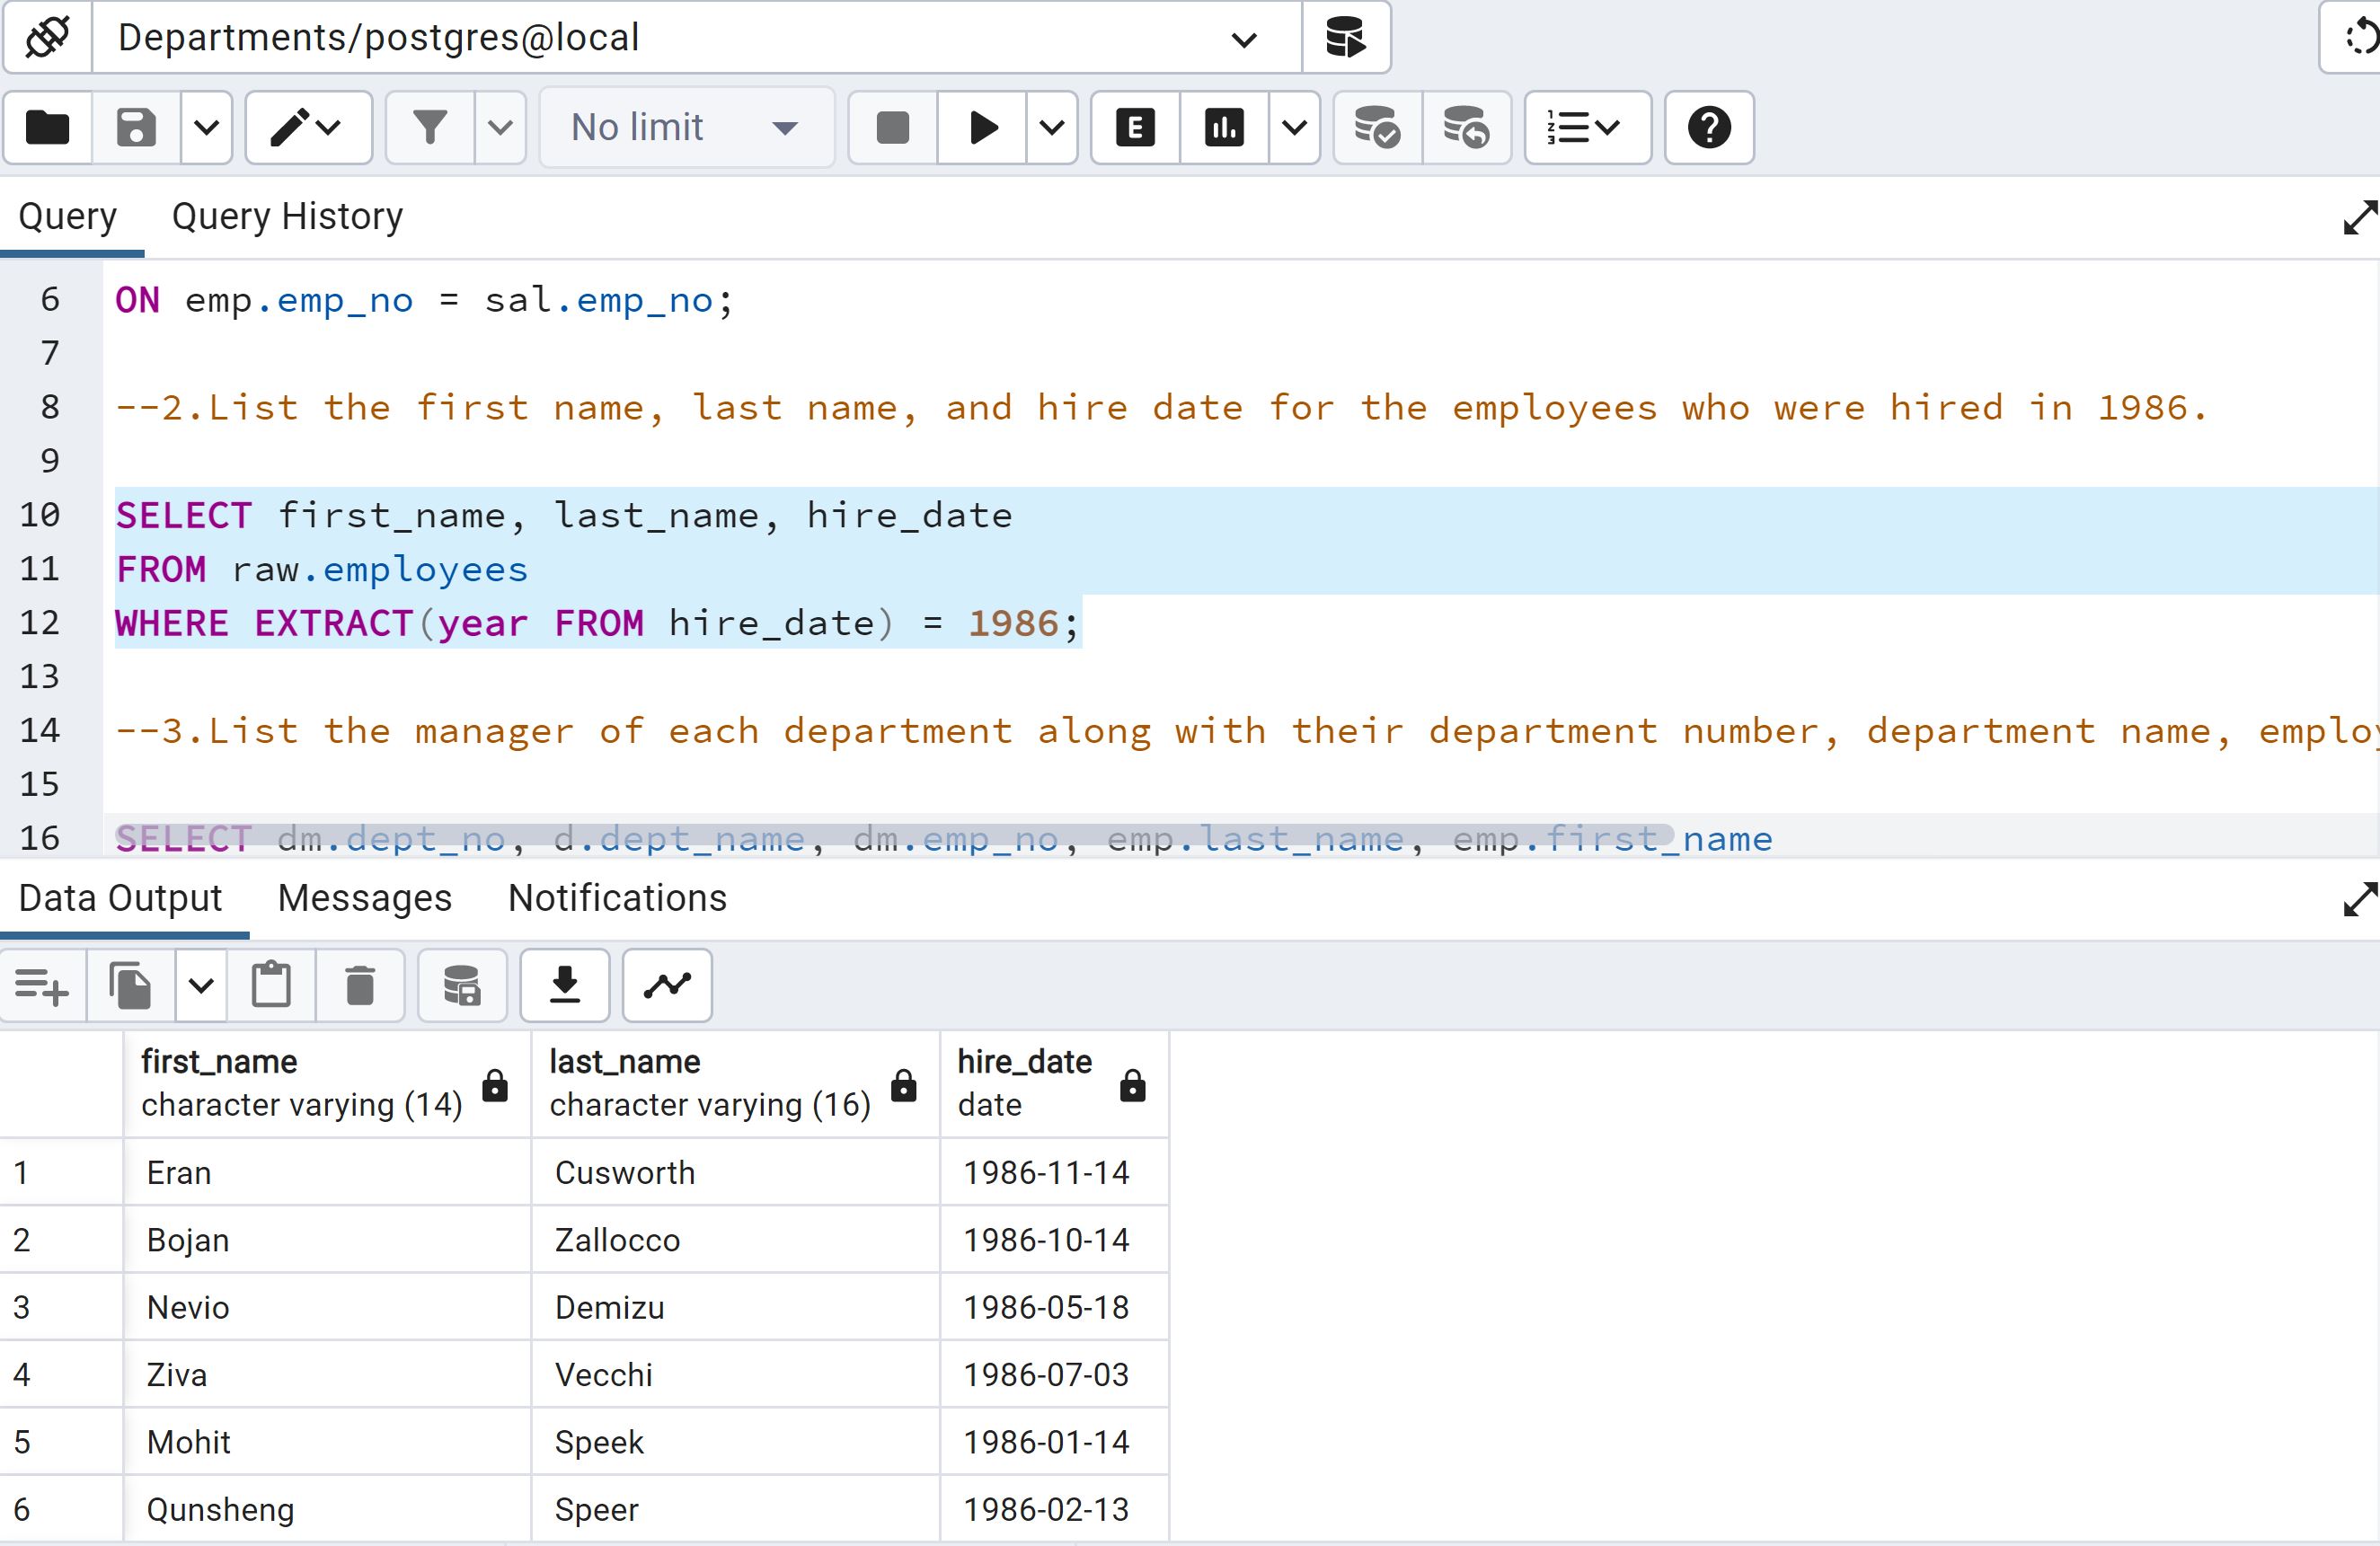 Departments/postgres@local
No limit
Query Query History
6 ON emp.emp_no = sal.emp_no;
7
8 --2.List the first name, last name, and hire date for the employees who were hired in 1986.
9
10 SELECT first_name, last_name, hire_date
11 FROM raw.employees
12 WHERE EXTRACT(year FROM hire_date) = 1986;
13
14 --3.List the manager of each department along with their department number, department name, employ
15
16 SELECT dm.dept_no, d.dept_name, dm.emp_no, emp.last_name, emp.first_name
Data Output Messages Notifications
first_name last_name hire_date
character varying (14) character varying (16) date
1 Eran Cusworth 1986-11-14
2 Bojan Zallocco 1986-10-14
3 Nevio Demizu 1986-05-18
4 Ziva Vecchi 1986-07-03
5 Mohit Speek 1986-01-14
6 Qunsheng Speer 1986-02-13